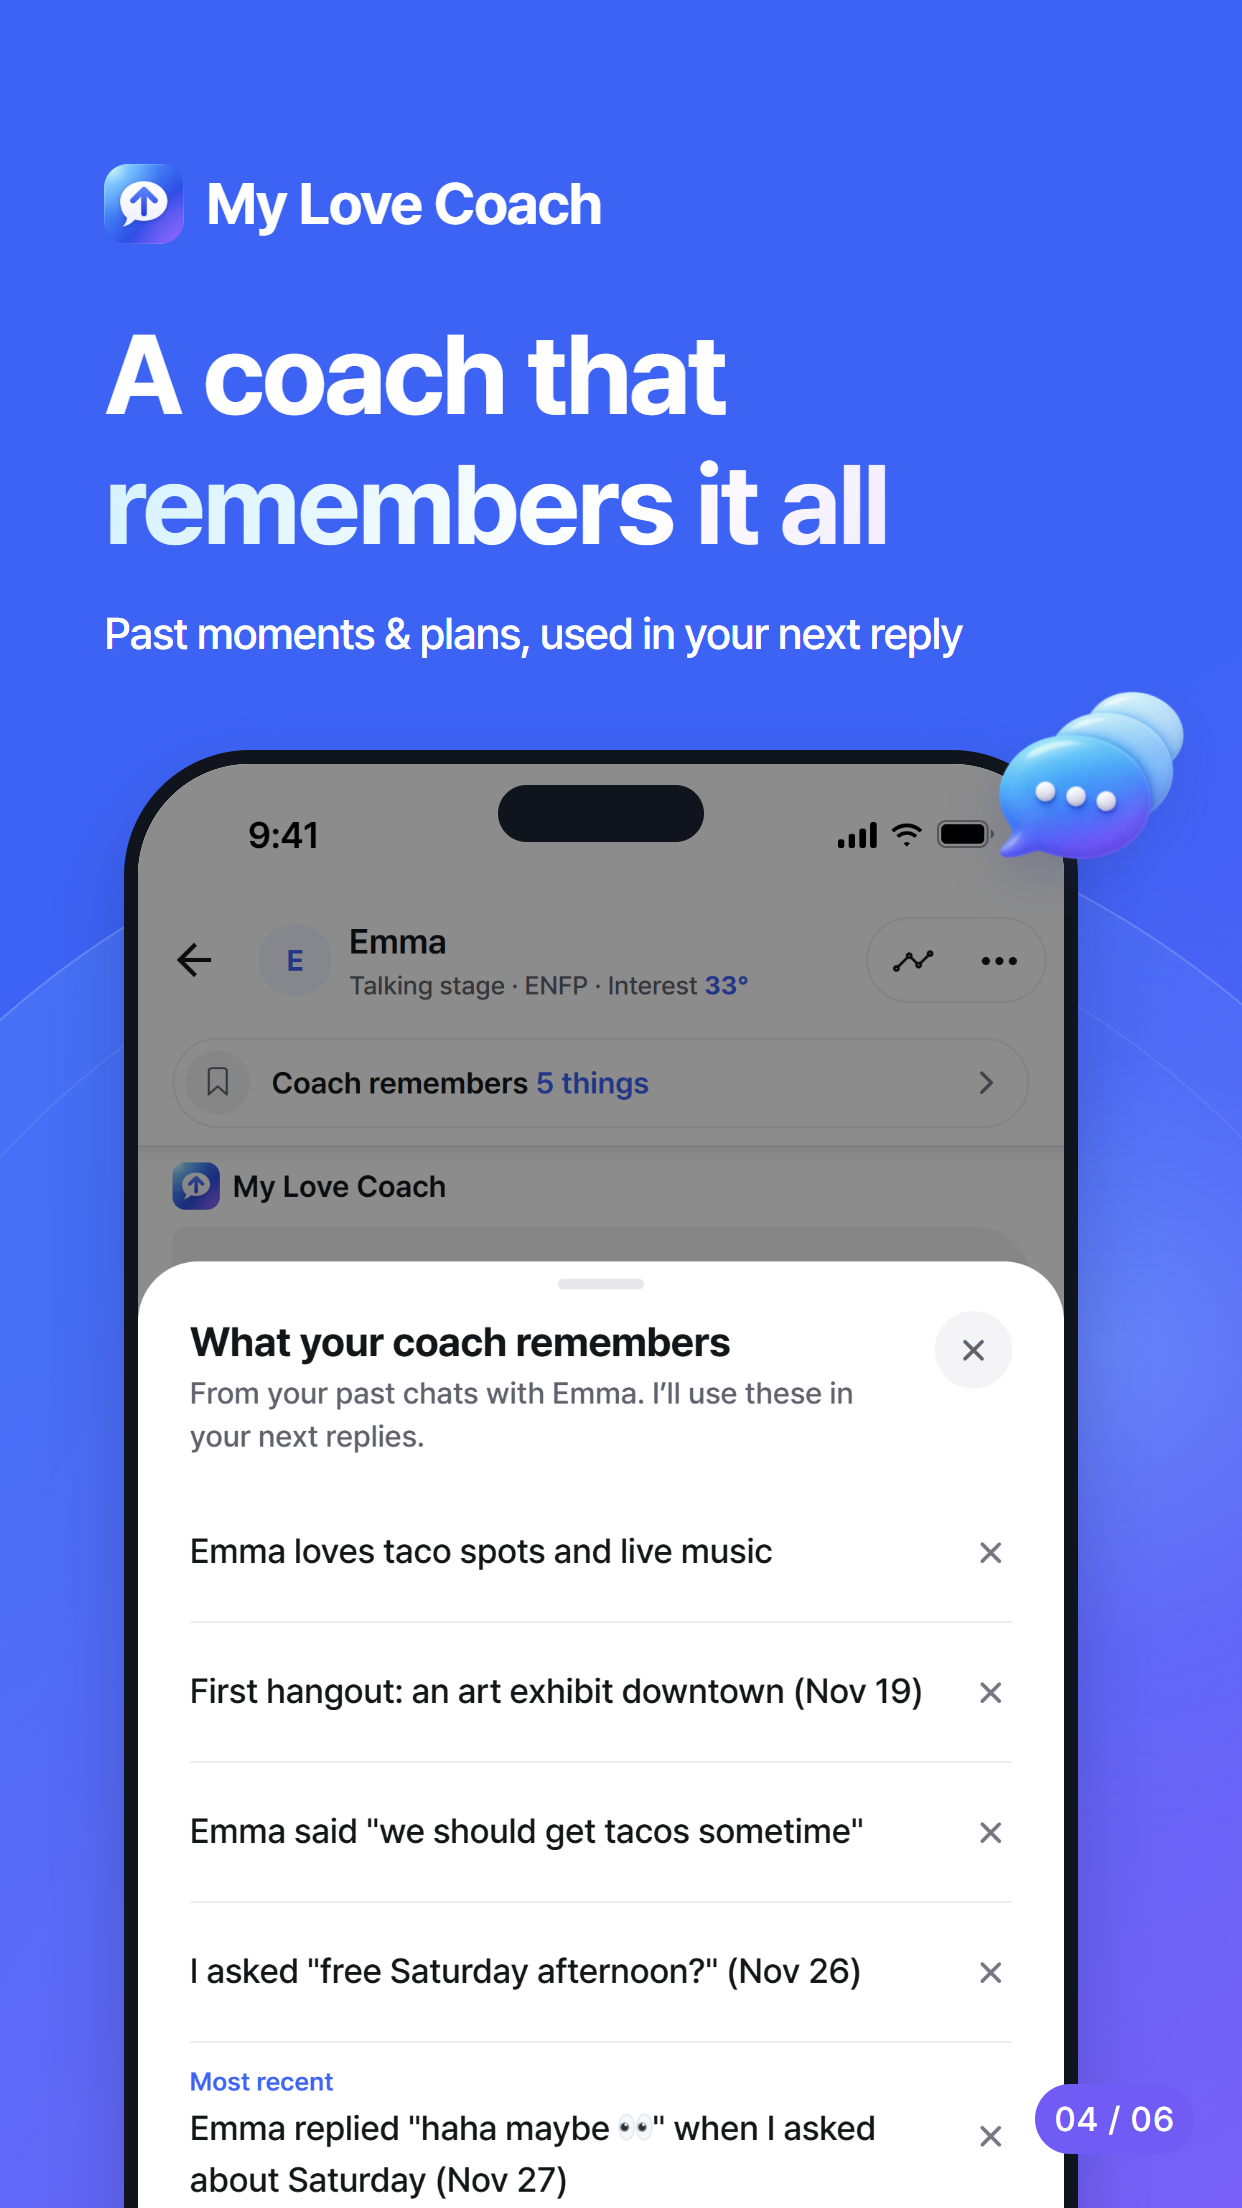 My Love Coach
A coach that
remembers it all
Past moments & plans, used in your next reply
9:41
E
Emma
Talking stage · ENFP · Interest 33°
Coach remembers 5 things
My Love Coach
What your coach remembers
From your past chats with Emma. I’ll use these in
your next replies.
Emma loves taco spots and live music
First hangout: an art exhibit downtown (Nov 19)
Emma said "we should get tacos sometime"
I asked "free Saturday afternoon?" (Nov 26)
Most recent
Emma replied "haha maybe 👀" when I asked
about Saturday (Nov 27)
04 / 06